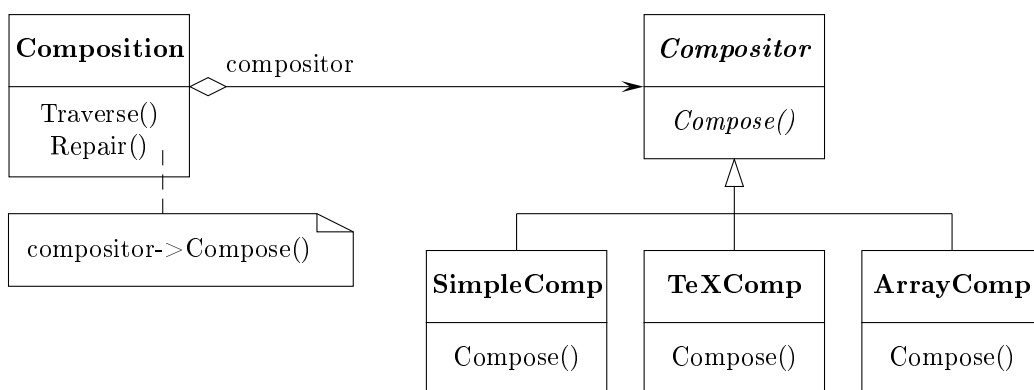 Composition
Traverse()
Repair()
compositor
Compositor
Compose()
compositor->Compose()
SimpleComp
Compose()
TeXComp
Compose()
ArrayComp
Compose()